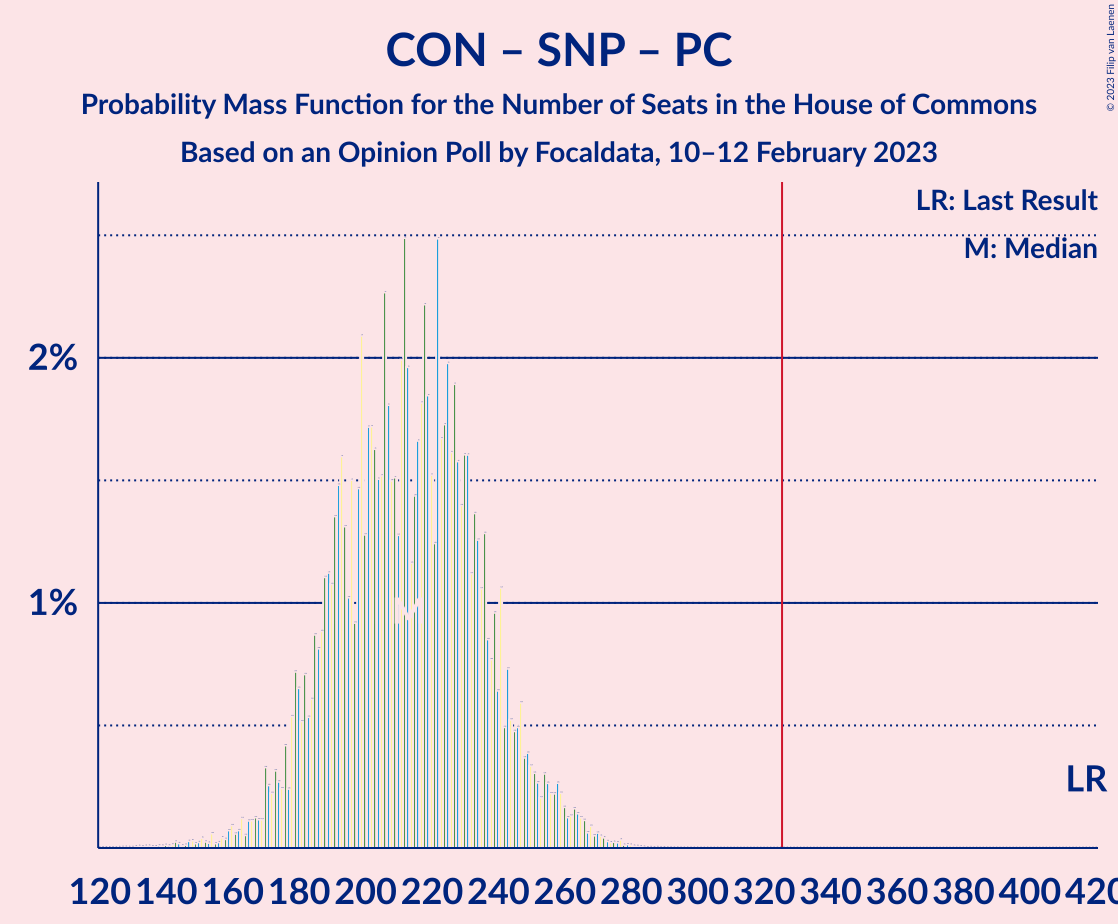 CON – SNP – PC
Probability Mass Function for the Number of Seats in the House of Commons
Based on an Opinion Poll by Focaldata, 10–12 February 2023
© 2023 Filip van Laenen
LR: Last Result
M: Median
2%
1%
M
LR
120 140 160 180 200 220 240 260 280 300 320 340 360 380 400 420